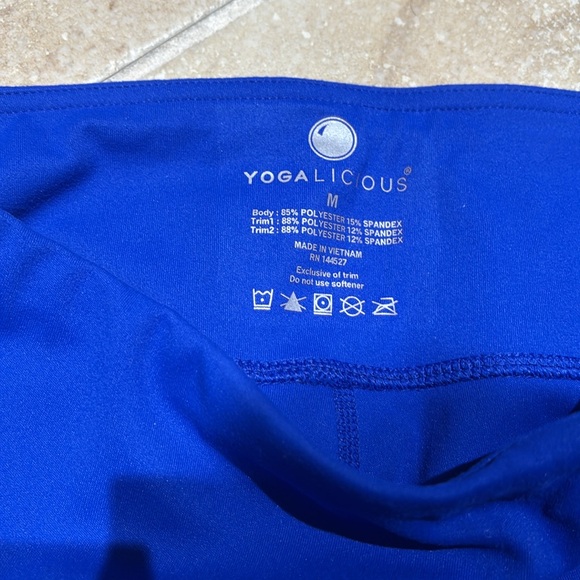 YOGALICIOUS®
M
Body : 85% POLYESTER 15% SPANDEX
Trim1 : 88% POLYESTER 12% SPANDEX
Trim2 : 88% POLYESTER 12% SPANDEX
MADE IN VIETNAM
RN 144527
Exclusive of trim
Do not use softener